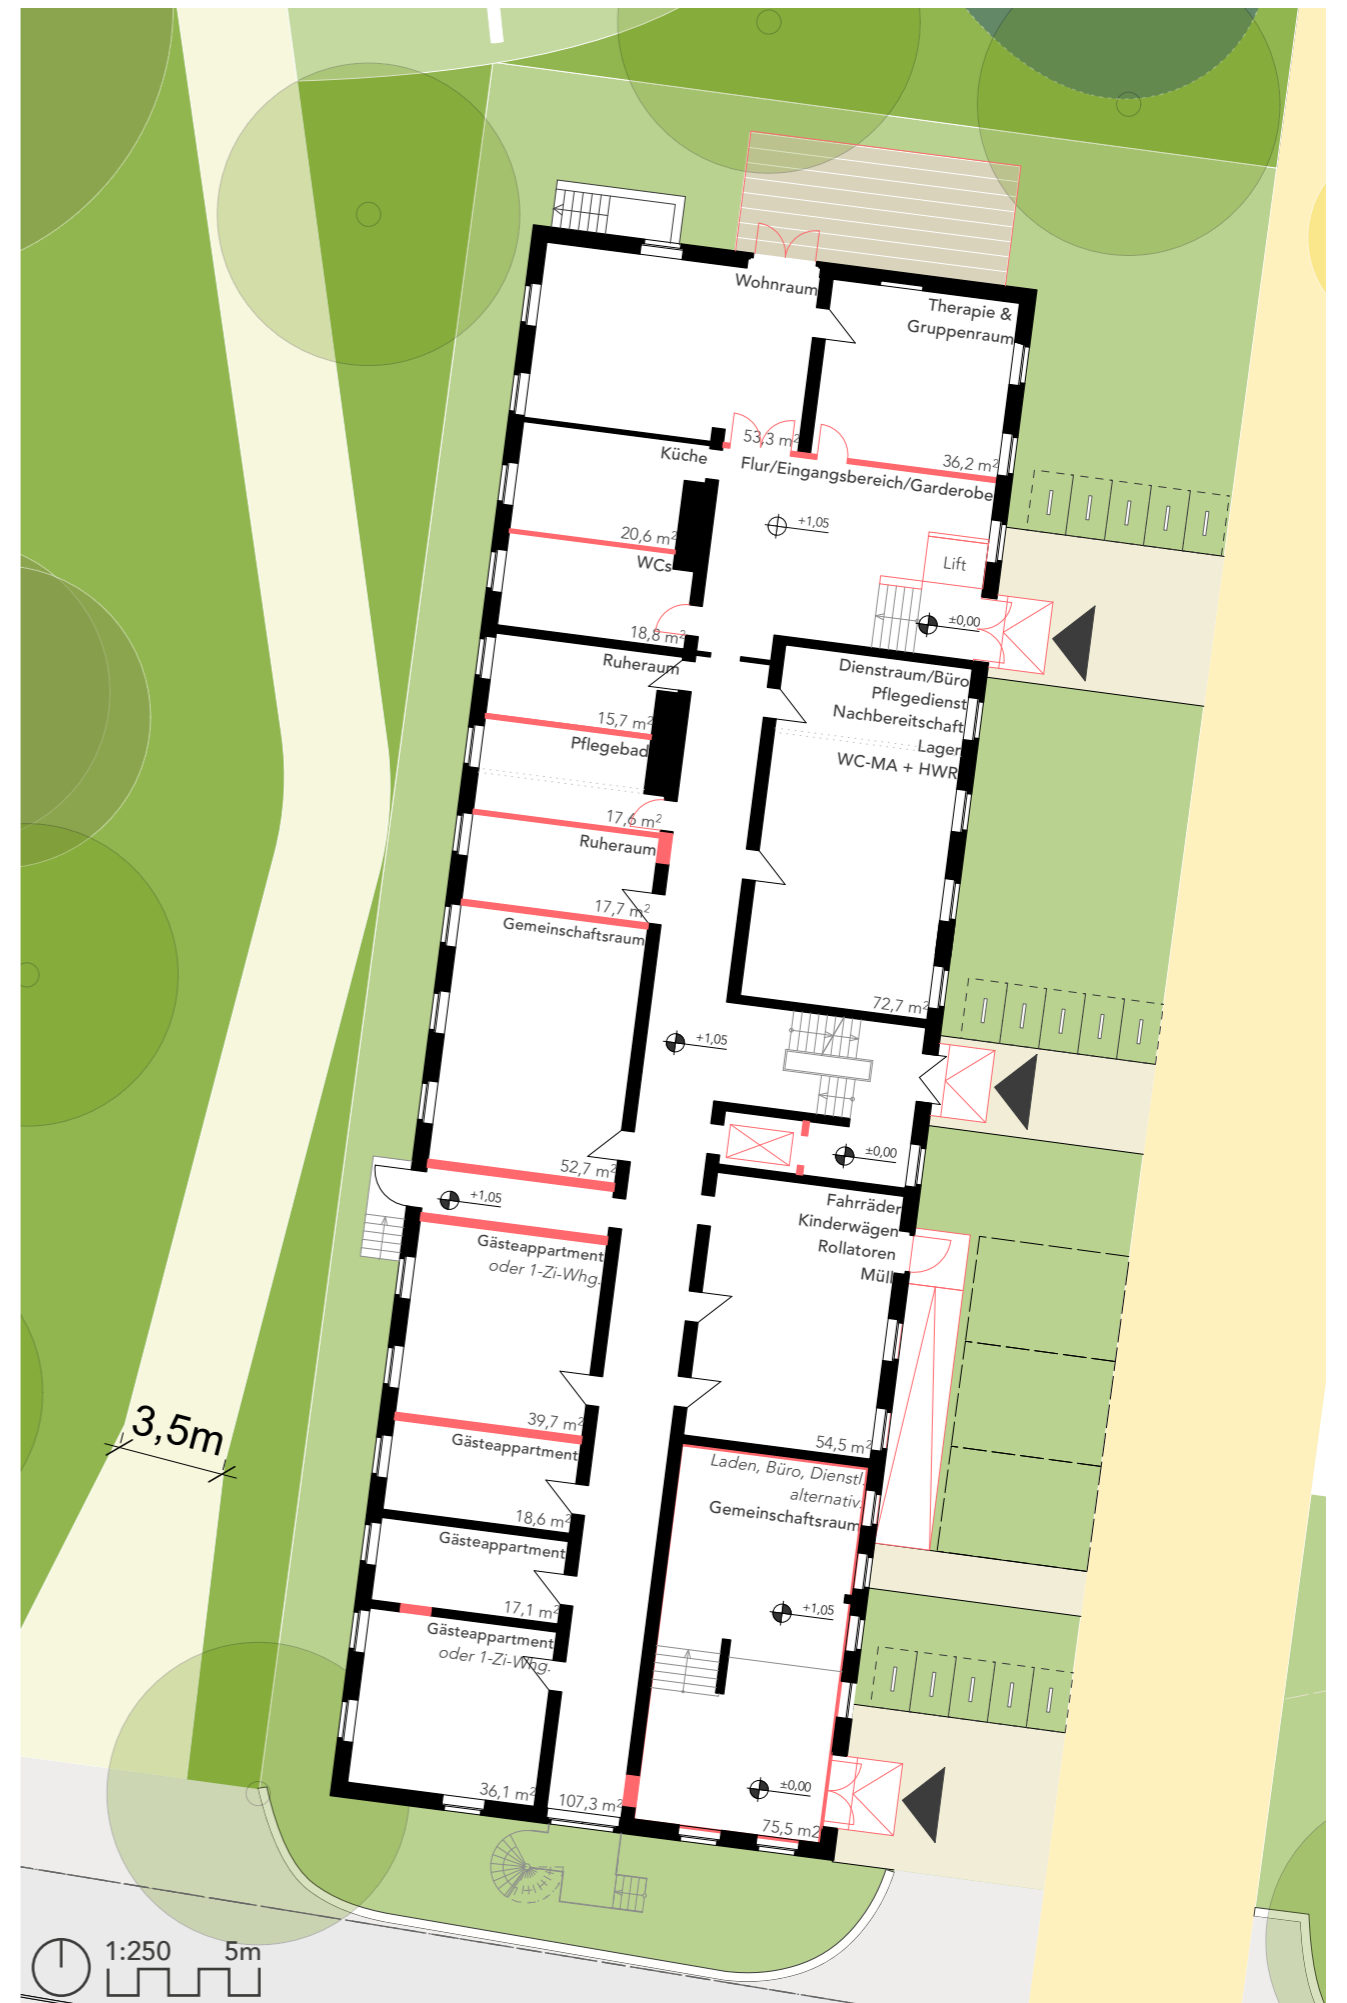 Wohnraum
Therapie &
Gruppenraum
53,3 m²
36,2 m²
Küche
Flur/Eingangsbereich/Garderobe
+1,05
20,6 m²
WCs
Lift
±0,00
18,8 m²
Ruheraum
Dienstraum/Büro
Pflegedienst
Nachbereitschaft
Lager
WC-MA + HWR
15,7 m²
Pflegebad
17,6 m²
Ruheraum
17,7 m²
Gemeinschaftsraum
72,7 m²
+1,05
±0,00
52,7 m²
+1,05
Fahrräder
Kinderwägen
Rollatoren
Müll
Gästeappartment
oder 1-Zi-Whg.
39,7 m²
Gästeappartment
54,5 m²
3,5m
Laden, Büro, Dienstl.
alternativ.
Gemeinschaftsraum
18,6 m²
Gästeappartment
17,1 m²
+1,05
Gästeappartment
oder 1-Zi-Whg.
±0,00
36,1 m²
107,3 m²
75,5 m2
1:250 5m